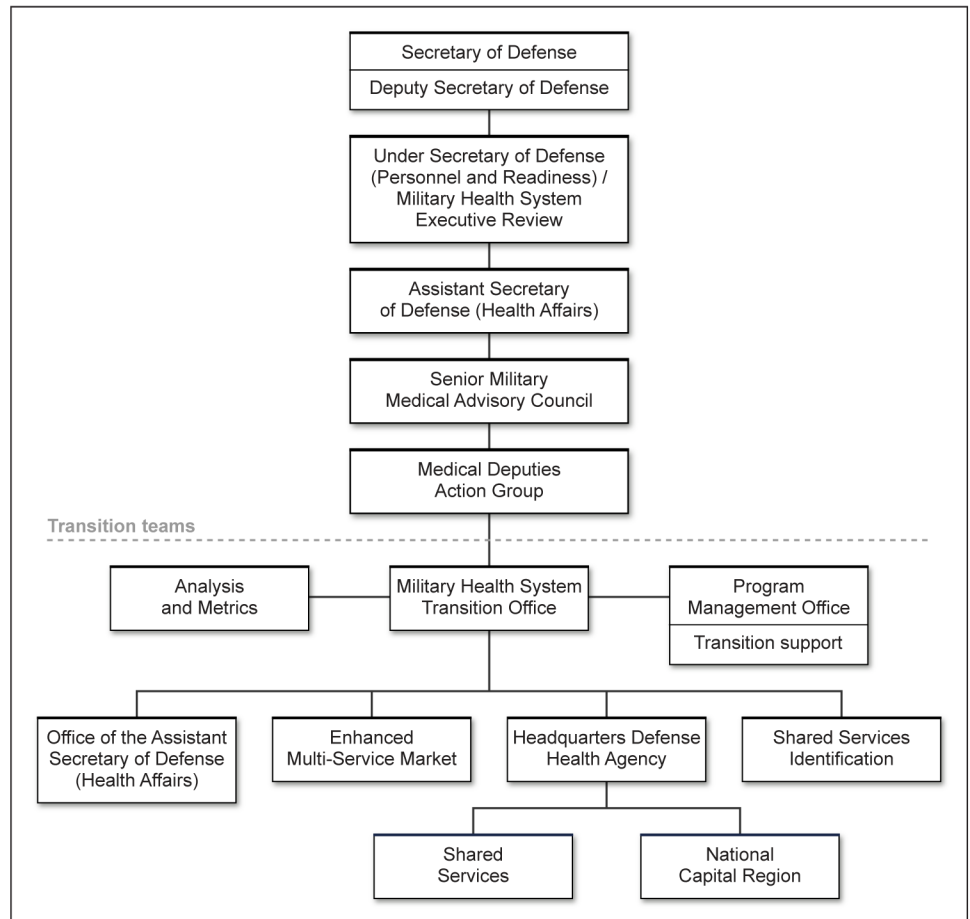 Secretary of Defense
Deputy Secretary of Defense
Under Secretary of Defense
(Personnel and Readiness) /
Military Health System
Executive Review
Assistant Secretary
of Defense (Health Affairs)
Senior Military
Medical Advisory Council
Medical Deputies
Action Group
Transition teams
Analysis
and Metrics
Military Health System
Transition Office
Program
Management Office
Transition support
Office of the Assistant
Secretary of Defense
(Health Affairs)
Enhanced
Multi-Service Market
Headquarters Defense
Health Agency
Shared Services
Identification
Shared
Services
National
Capital Region